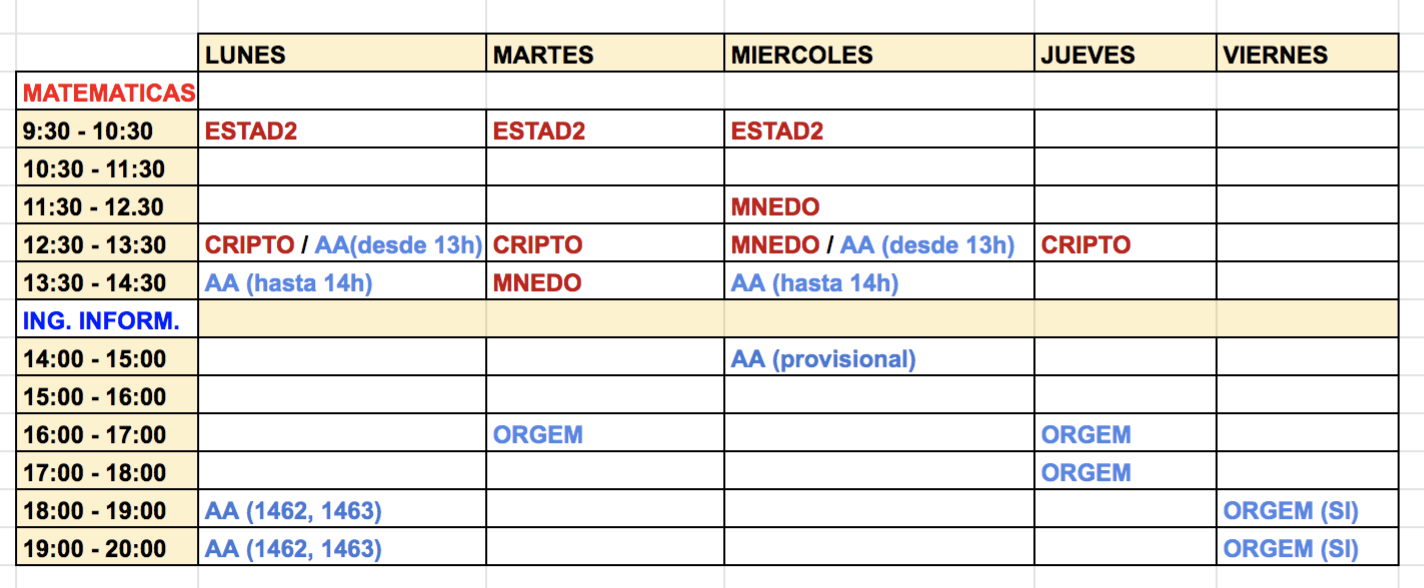 LUNES MARTES MIERCOLES JUEVES VIERNES
MATEMATICAS
9:30 - 10:30 ESTAD2 ESTAD2 ESTAD2
10:30 - 11:30
11:30 - 12.30 MNEDO
12:30 - 13:30 CRIPTO / AA(desde 13h) CRIPTO MNEDO / AA (desde 13h) CRIPTO
13:30 - 14:30 AA (hasta 14h) MNEDO AA (hasta 14h)
ING. INFORM.
14:00 - 15:00 AA (provisional)
15:00 - 16:00
16:00 - 17:00 ORGEM ORGEM
17:00 - 18:00 ORGEM
18:00 - 19:00 AA (1462, 1463) ORGEM (SI)
19:00 - 20:00 AA (1462, 1463) ORGEM (SI)